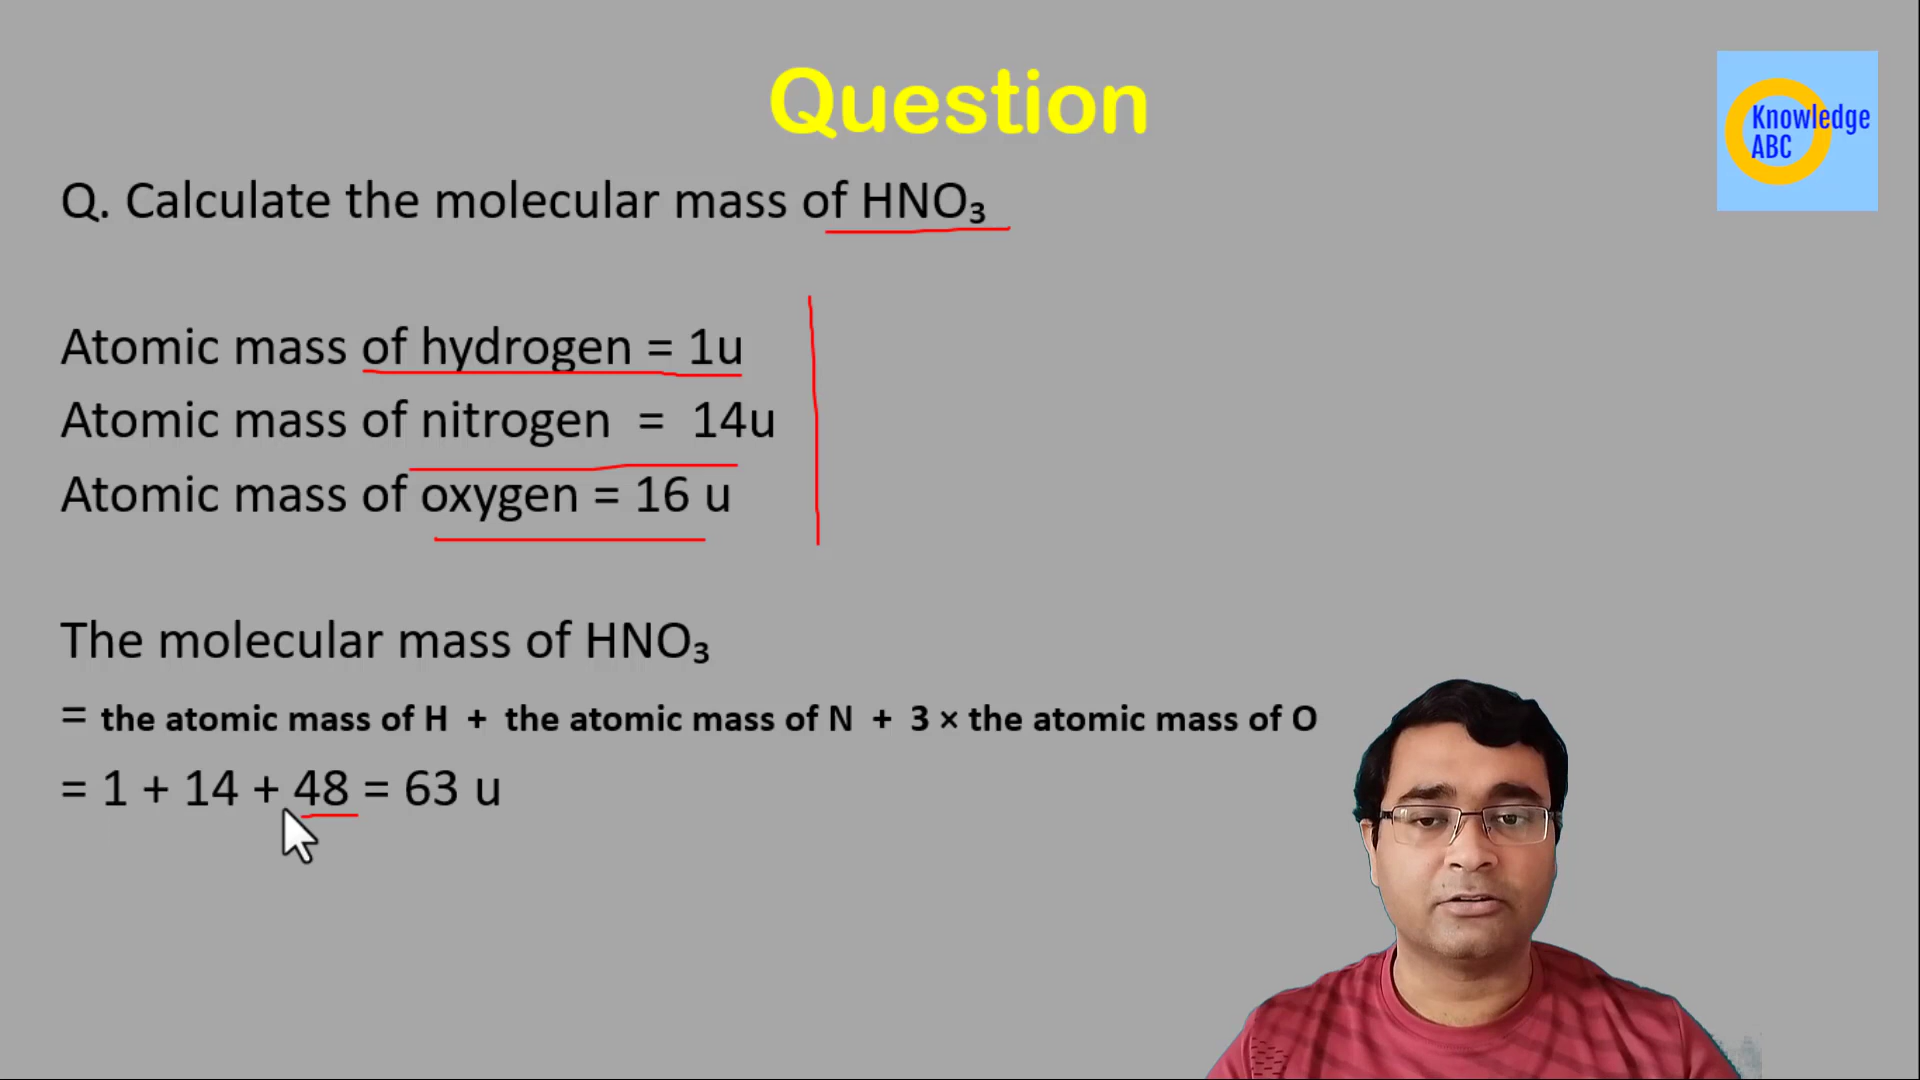 Question
Knowledge
ABC
Q. Calculate the molecular mass of HNO₃
Atomic mass of hydrogen = 1u
Atomic mass of nitrogen = 14u
Atomic mass of oxygen = 16 u
The molecular mass of HNO₃
= the atomic mass of H + the atomic mass of N + 3 × the atomic mass of O
= 1 + 14 + 48 = 63 u